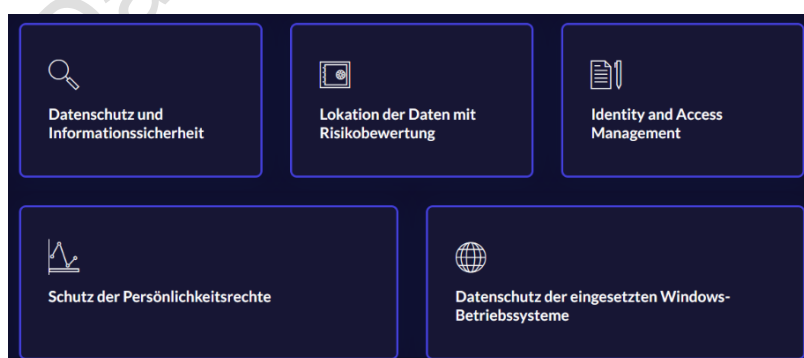 Datenschutz und
Informationssicherheit
Lokation der Daten mit
Risikobewertung
Identity and Access
Management
Schutz der Persönlichkeitsrechte
Datenschutz der eingesetzten Windows-
Betriebssysteme